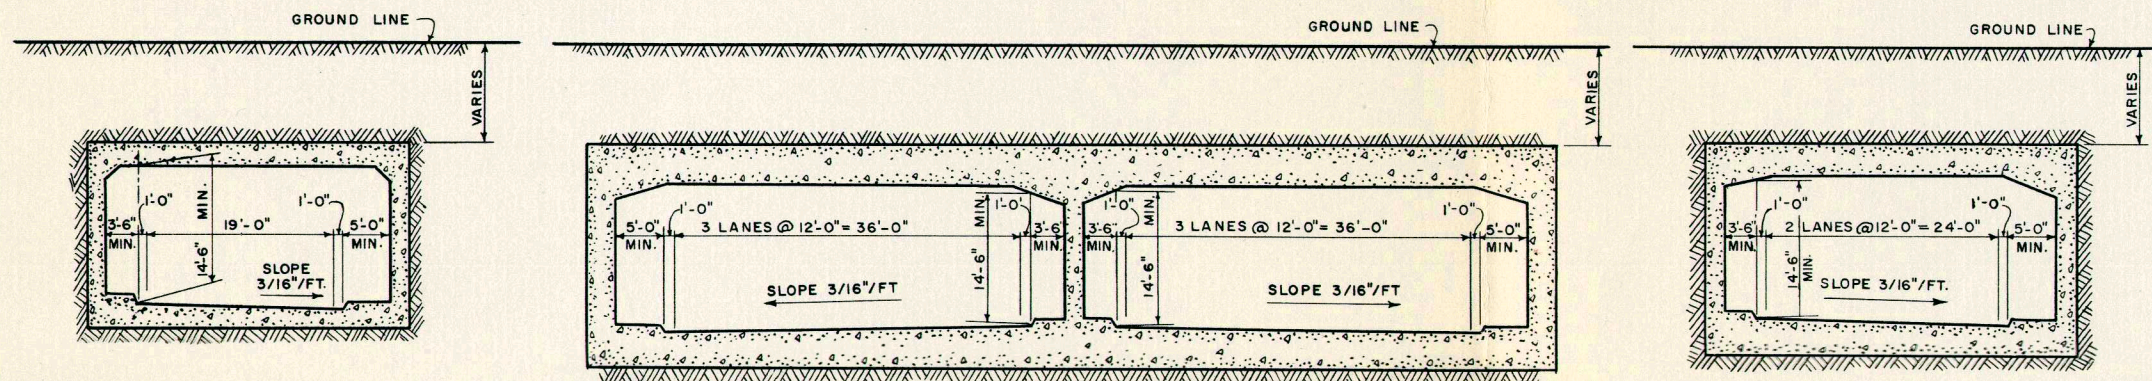 GROUND LINE
VARIES
1'-0"
MIN.
1'-0"
3'-6"
19'-0"
5'-0"
MIN.
MIN.
14'-6"
SLOPE
3/16"/FT.
GROUND LINE
VARIES
1'-0"
MIN.
1'-0"
5'-0"
3 LANES @ 12'-0" = 36'-0"
3'-6"
MIN.
MIN.
14'-6"
SLOPE 3/16"/FT
1'-0"
MIN.
1'-0"
3'-6"
3 LANES @ 12'-0" = 36'-0"
5'-0"
MIN.
MIN.
14'-6"
SLOPE 3/16"/FT
GROUND LINE
VARIES
1'-0"
1'-0"
3'-6"
2 LANES @ 12'-0" = 24'-0"
5'-0"
MIN.
MIN.
14'-6"
MIN.
SLOPE 3/16"/FT.